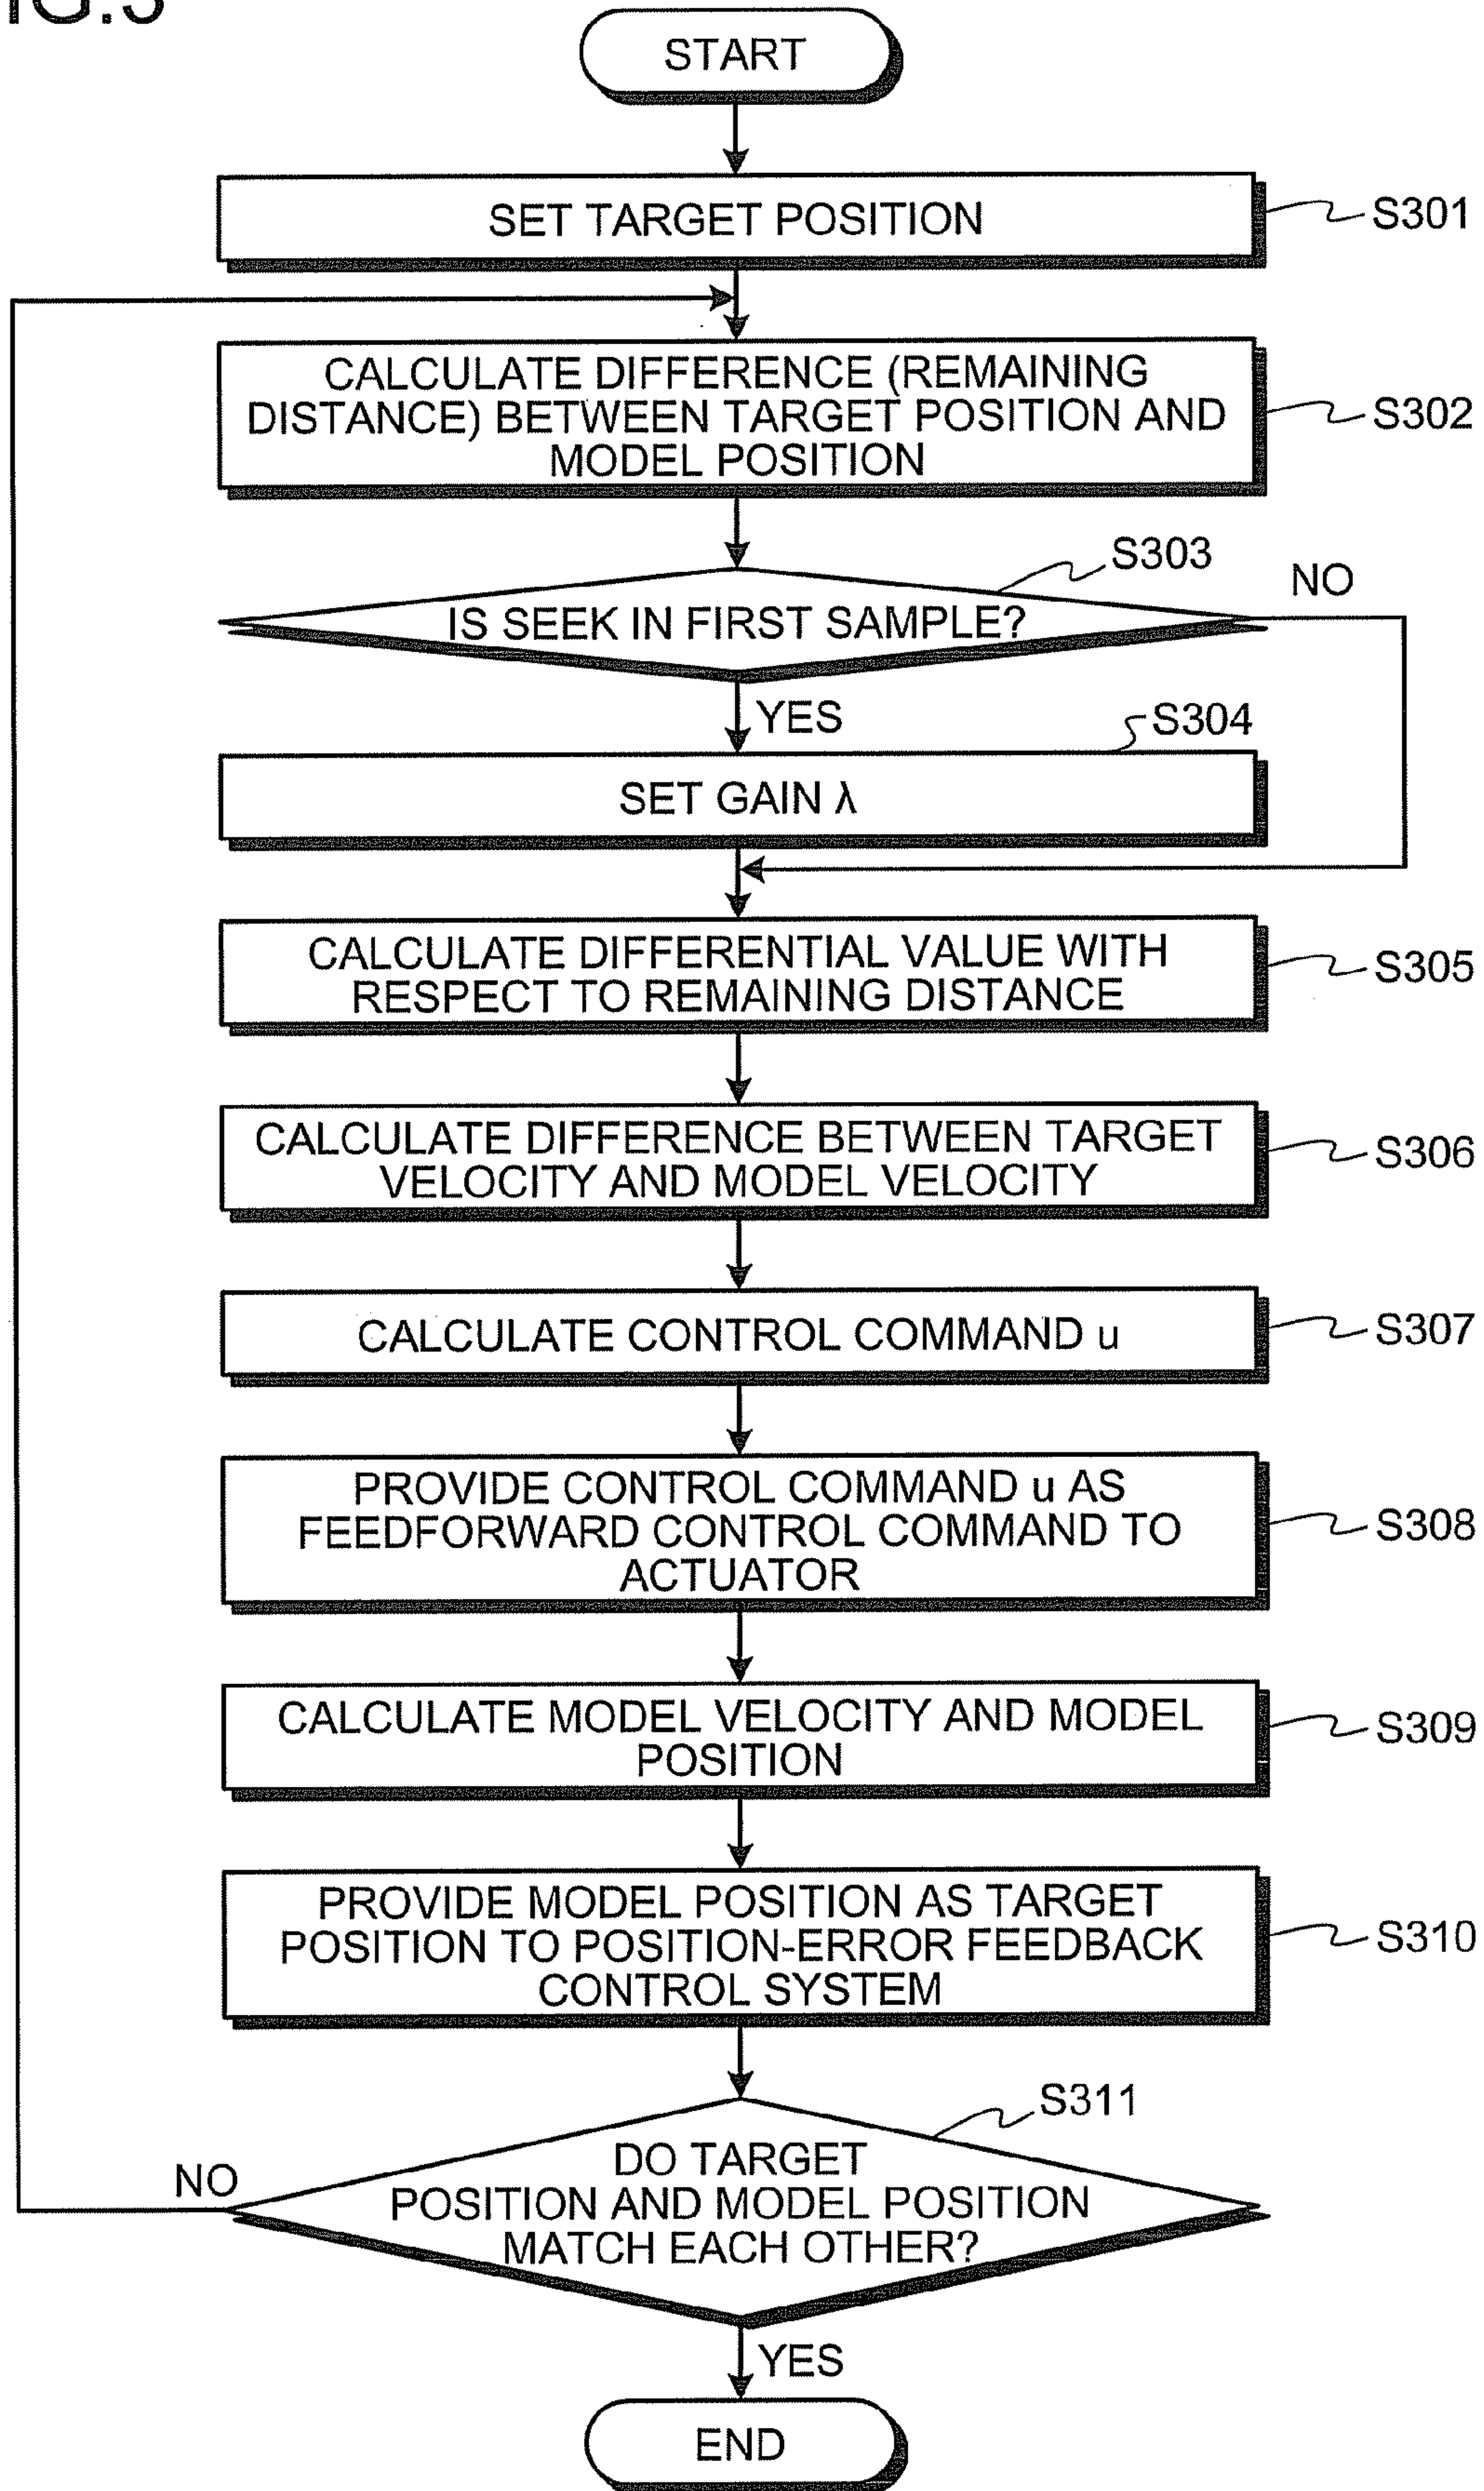 START
SET TARGET POSITION
S301
CALCULATE DIFFERENCE (REMAINING
DISTANCE) BETWEEN TARGET POSITION AND
MODEL POSITION
S302
S303
IS SEEK IN FIRST SAMPLE?
NO
YES
S304
SET GAIN λ
CALCULATE DIFFERENTIAL VALUE WITH
RESPECT TO REMAINING DISTANCE
S305
CALCULATE DIFFERENCE BETWEEN TARGET
VELOCITY AND MODEL VELOCITY
S306
CALCULATE CONTROL COMMAND u
S307
PROVIDE CONTROL COMMAND u AS
FEEDFORWARD CONTROL COMMAND TO
ACTUATOR
S308
CALCULATE MODEL VELOCITY AND MODEL
POSITION
S309
PROVIDE MODEL POSITION AS TARGET
POSITION TO POSITION-ERROR FEEDBACK
CONTROL SYSTEM
S310
S311
DO TARGET
POSITION AND MODEL POSITION
MATCH EACH OTHER?
NO
YES
END